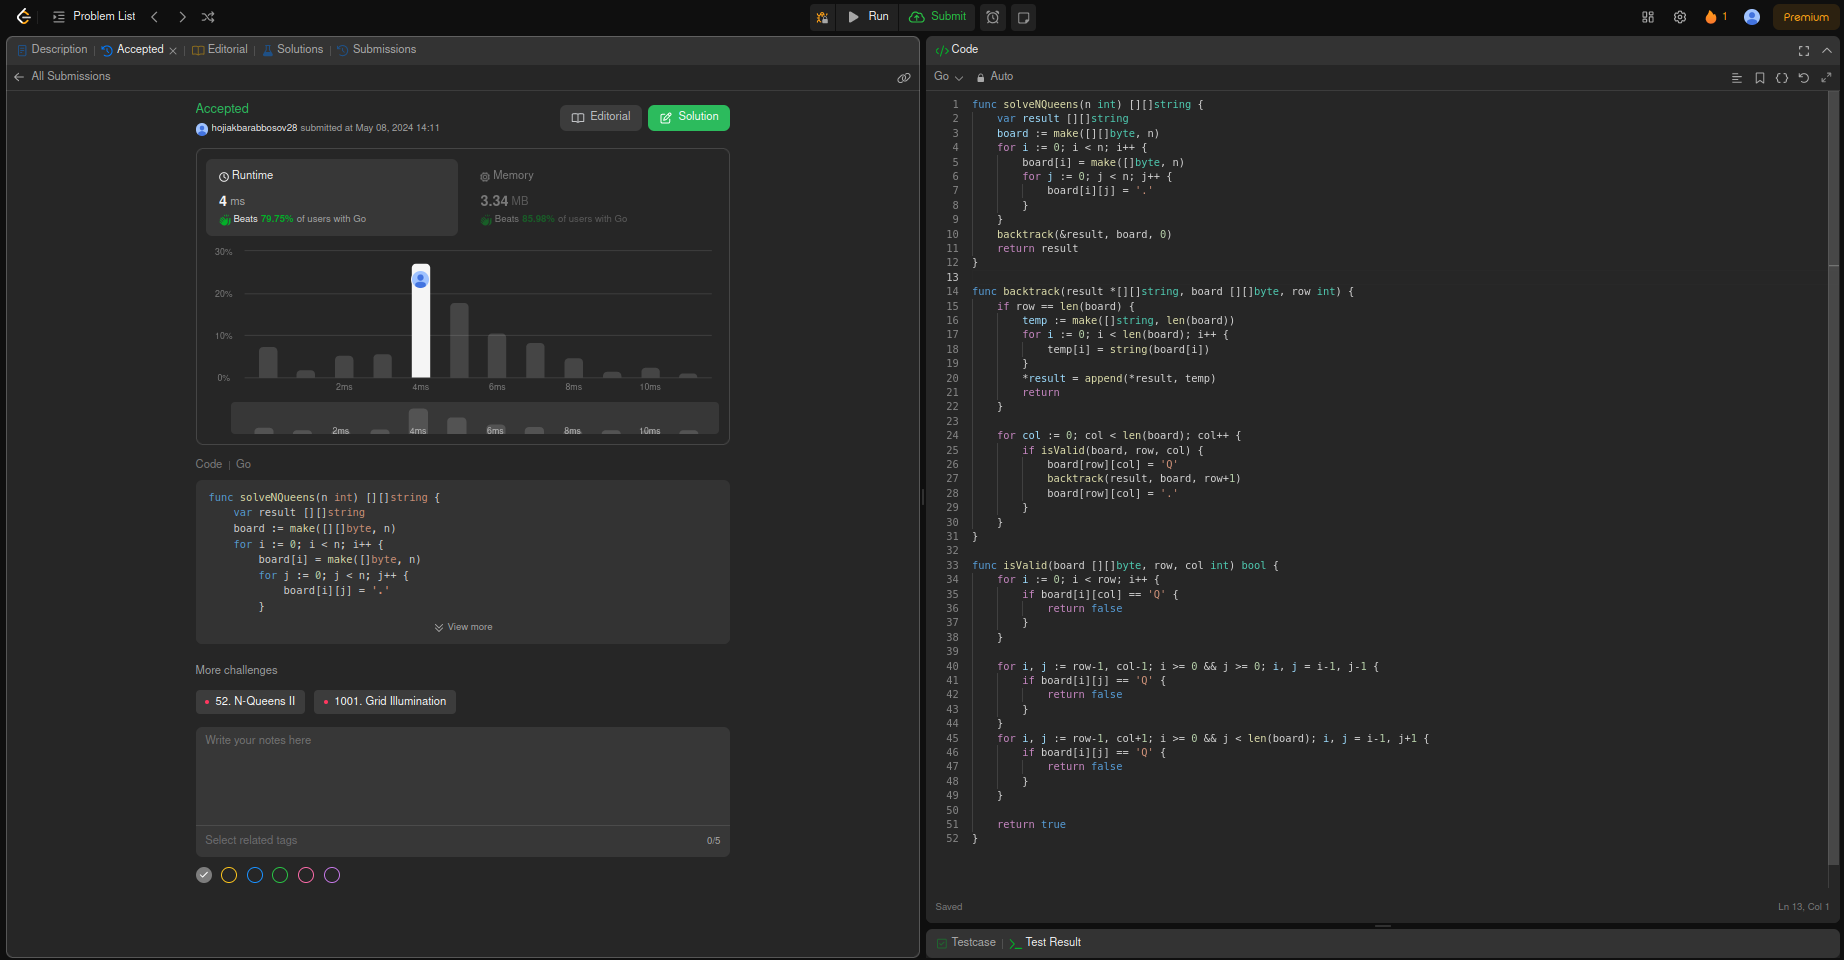 Problem List
Run
Submit
1
Premium
Description | Accepted | Editorial | Solutions | Submissions
All Submissions
Accepted
hojiakbarabbosov28 submitted at May 08, 2024 14:11
Editorial
Solution
Runtime
4 ms
Beats 79.75% of users with Go
Memory
3.34 MB
Beats 85.98% of users with Go
30%
20%
10%
0%
2ms 4ms 6ms 8ms 10ms
2ms 4ms 6ms 8ms 10ms
Code | Go
func solveNQueens(n int) [][]string {
    var result [][]string
    board := make([][]byte, n)
    for i := 0; i < n; i++ {
        board[i] = make([]byte, n)
        for j := 0; j < n; j++ {
            board[i][j] = '.'
        }
View more
More challenges
52. N-Queens II
1001. Grid Illumination
Write your notes here
Select related tags
0/5
</> Code
Go
Auto
1 func solveNQueens(n int) [][]string {
2     var result [][]string
3     board := make([][]byte, n)
4     for i := 0; i < n; i++ {
5         board[i] = make([]byte, n)
6         for j := 0; j < n; j++ {
7             board[i][j] = '.'
8         }
9     }
10     backtrack(&result, board, 0)
11     return result
12 }
13
14 func backtrack(result *[][]string, board [][]byte, row int) {
15     if row == len(board) {
16         temp := make([]string, len(board))
17         for i := 0; i < len(board); i++ {
18             temp[i] = string(board[i])
19         }
20         *result = append(*result, temp)
21         return
22     }
23
24     for col := 0; col < len(board); col++ {
25         if isValid(board, row, col) {
26             board[row][col] = 'Q'
27             backtrack(result, board, row+1)
28             board[row][col] = '.'
29         }
30     }
31 }
32
33 func isValid(board [][]byte, row, col int) bool {
34     for i := 0; i < row; i++ {
35         if board[i][col] == 'Q' {
36             return false
37         }
38     }
39
40     for i, j := row-1, col-1; i >= 0 && j >= 0; i, j = i-1, j-1 {
41         if board[i][j] == 'Q' {
42             return false
43         }
44     }
45     for i, j := row-1, col+1; i >= 0 && j < len(board); i, j = i-1, j+1 {
46         if board[i][j] == 'Q' {
47             return false
48         }
49     }
50
51     return true
52 }
Saved
Ln 13, Col 1
Testcase | Test Result